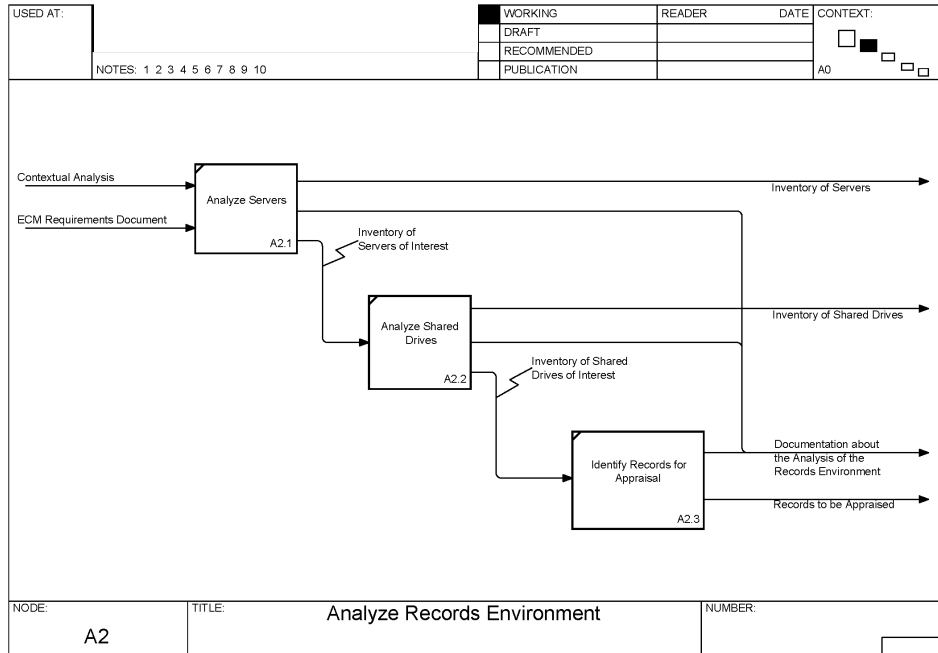 USED AT:
WORKING
READER
DATE
CONTEXT:
DRAFT
RECOMMENDED
NOTES: 1 2 3 4 5 6 7 8 9 10
PUBLICATION
A0
Contextual Analysis
ECM Requirements Document
Analyze Servers
A2.1
Inventory of Servers
Inventory of
Servers of Interest
Analyze Shared
Drives
A2.2
Inventory of Shared Drives
Inventory of Shared
Drives of Interest
Identify Records for
Appraisal
A2.3
Documentation about
the Analysis of the
Records Environment
Records to be Appraised
NODE:
A2
TITLE:
Analyze Records Environment
NUMBER: